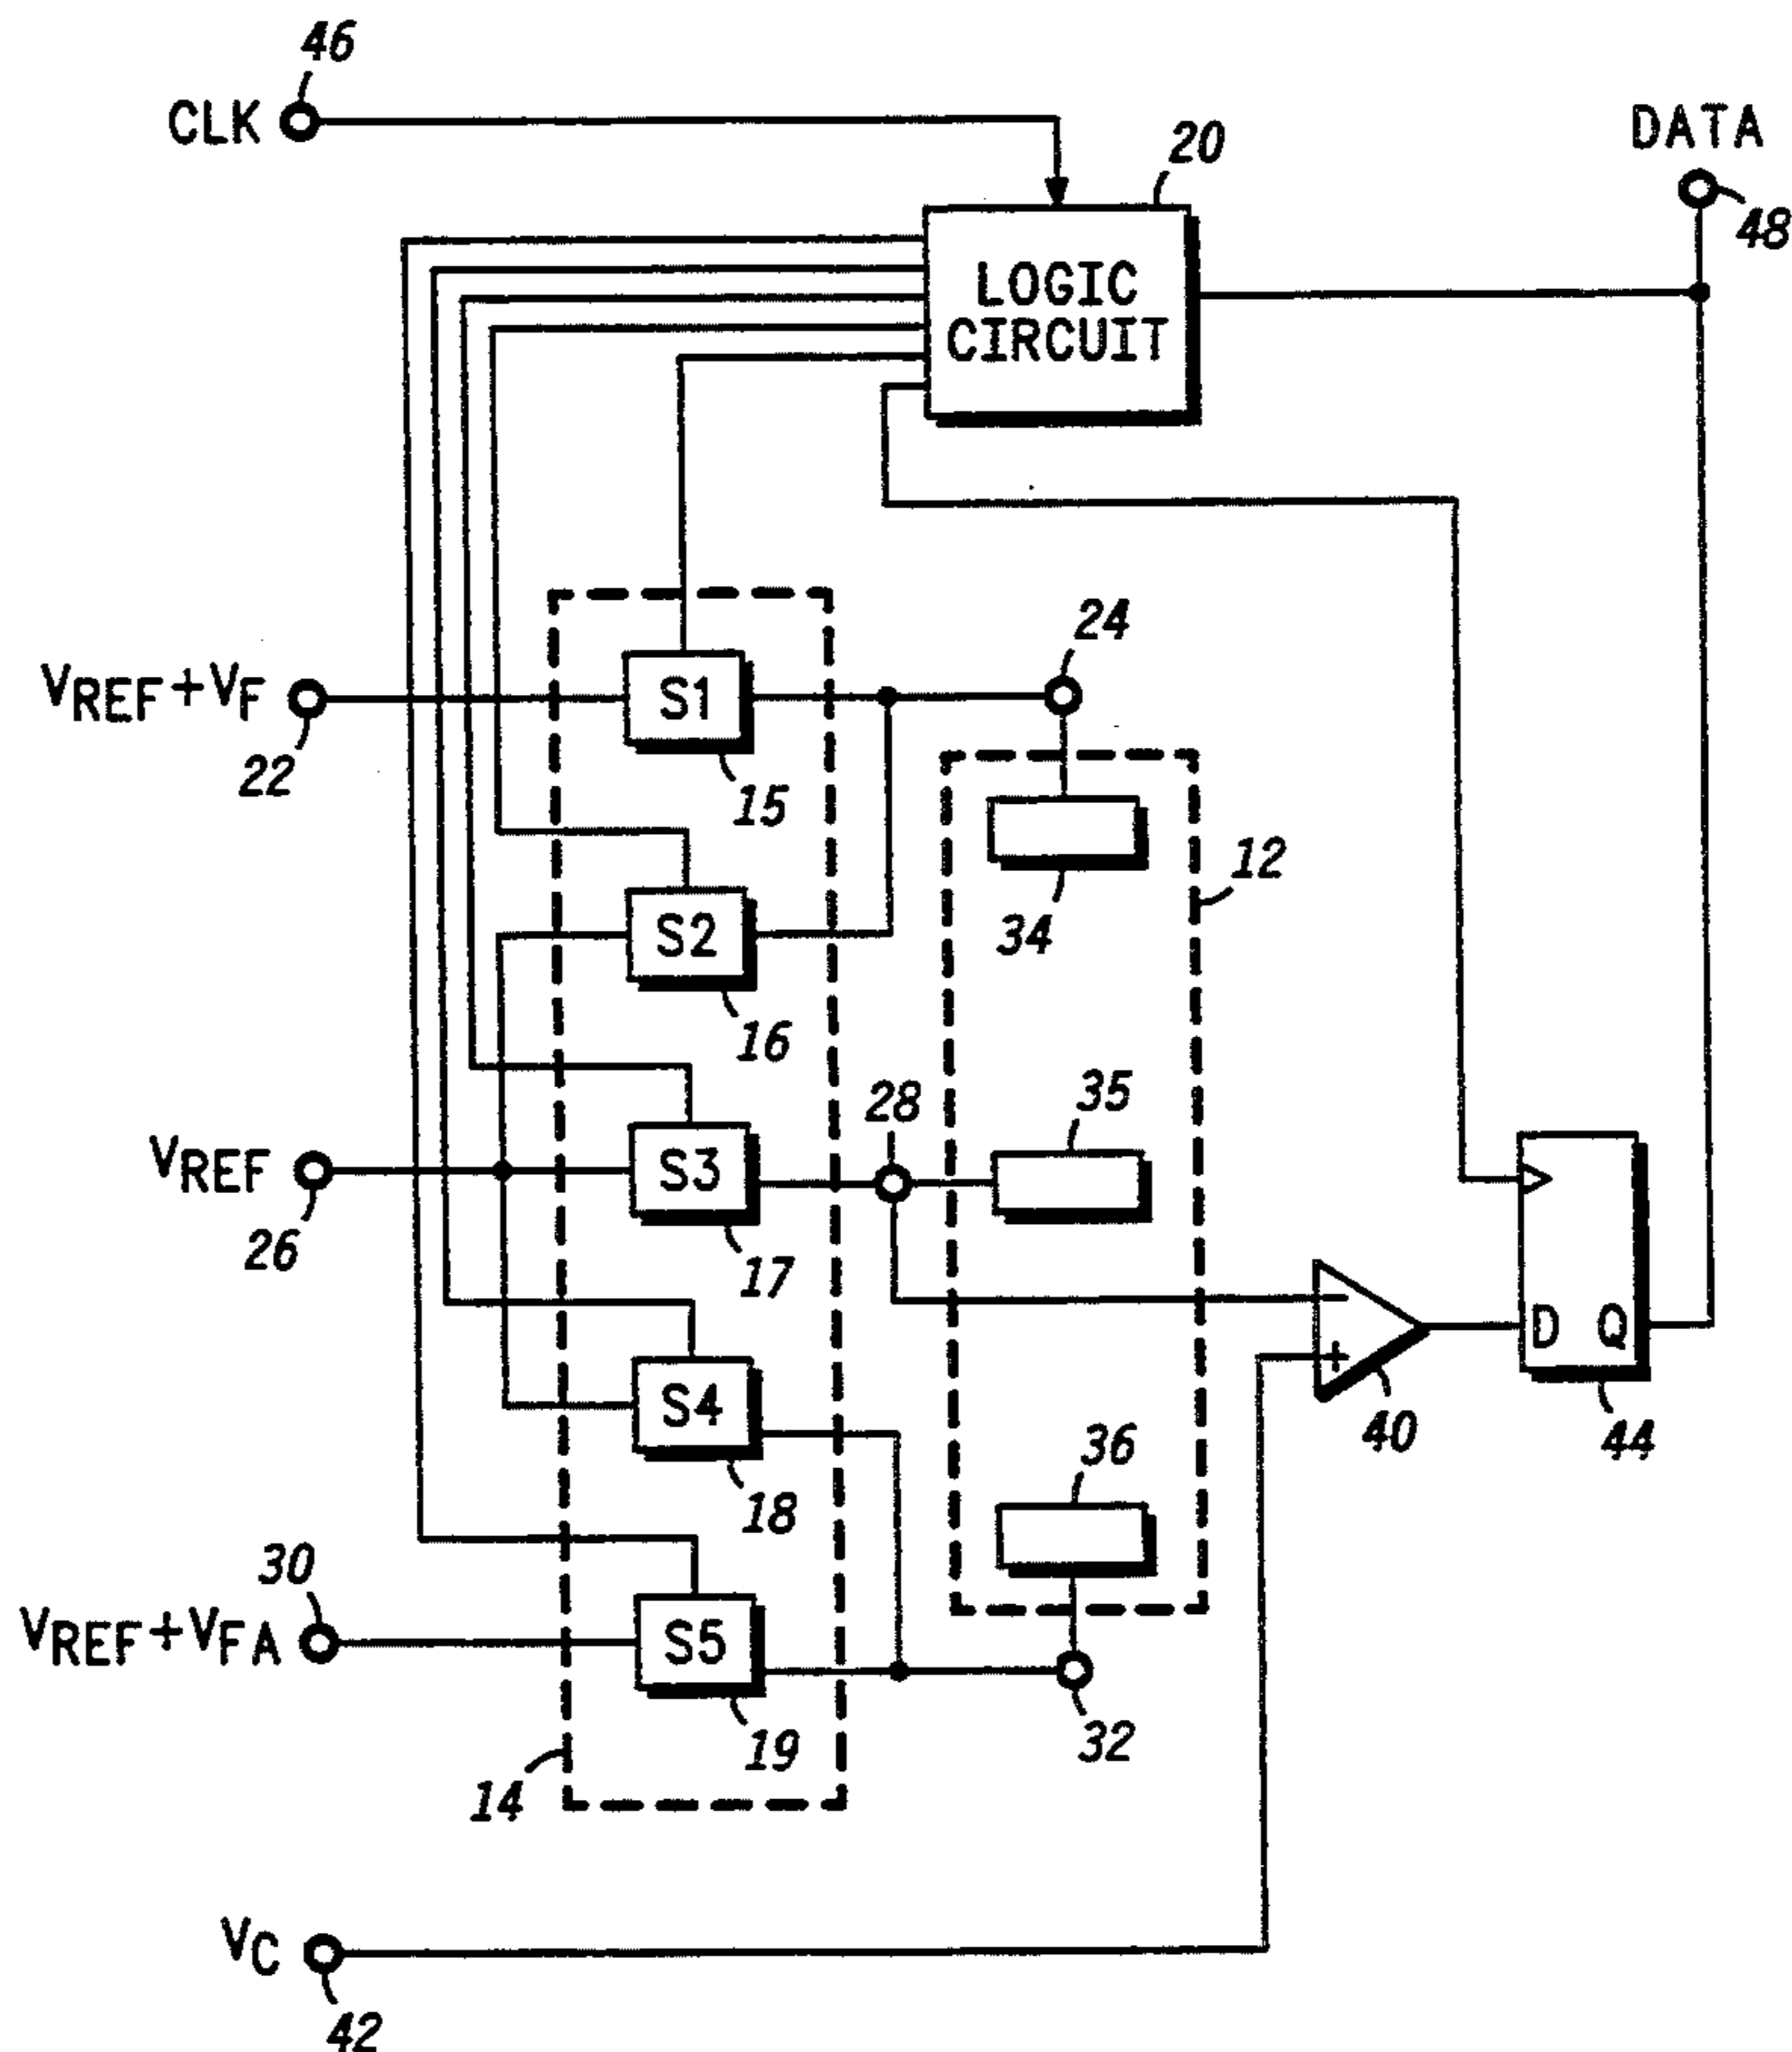 46
CLK
DATA
20
48
LOGIC
CIRCUIT
24
VREF+VF
22
S1
15
12
34
S2
16
28
35
VREF
26
S3
17
D Q
- +
40
44
S4
18
36
30
VREF+VFA
S5
19
32
14
VC
42